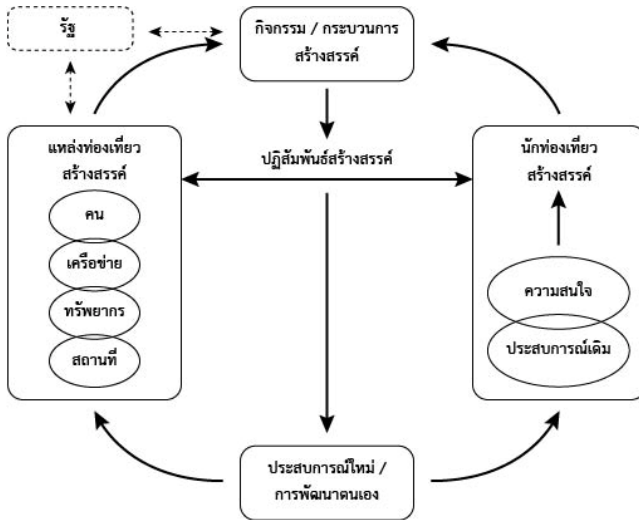 รัฐ
กิจกรรม / กระบวนการ
สร้างสรรค์
แหล่งท่องเที่ยว
สร้างสรรค์
คน
เครือข่าย
ทรัพยากร
สถานที่
ปฏิสัมพันธ์สร้างสรรค์
นักท่องเที่ยว
สร้างสรรค์
ความสนใจ
ประสบการณ์เดิม
ประสบการณ์ใหม่ /
การพัฒนาตนเอง